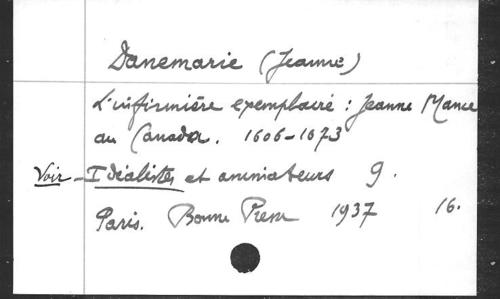 Danemarie (Jeanne)
L'infirmière exemplaire : Jeanne Mance
au Canada. 1606-1673
Voir - Idéalistes et animateurs 9.
Paris. Bonne Presse 1937 16.